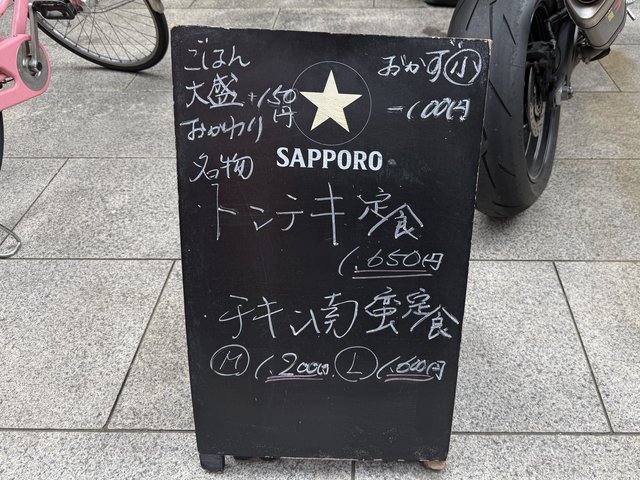 ごはん
大盛 +150円
おかわり
おかず小
-100円
SAPPORO
名物
トンテキ定食
1.650円
チキン南蛮定食
M 1.200円 L 1.600円